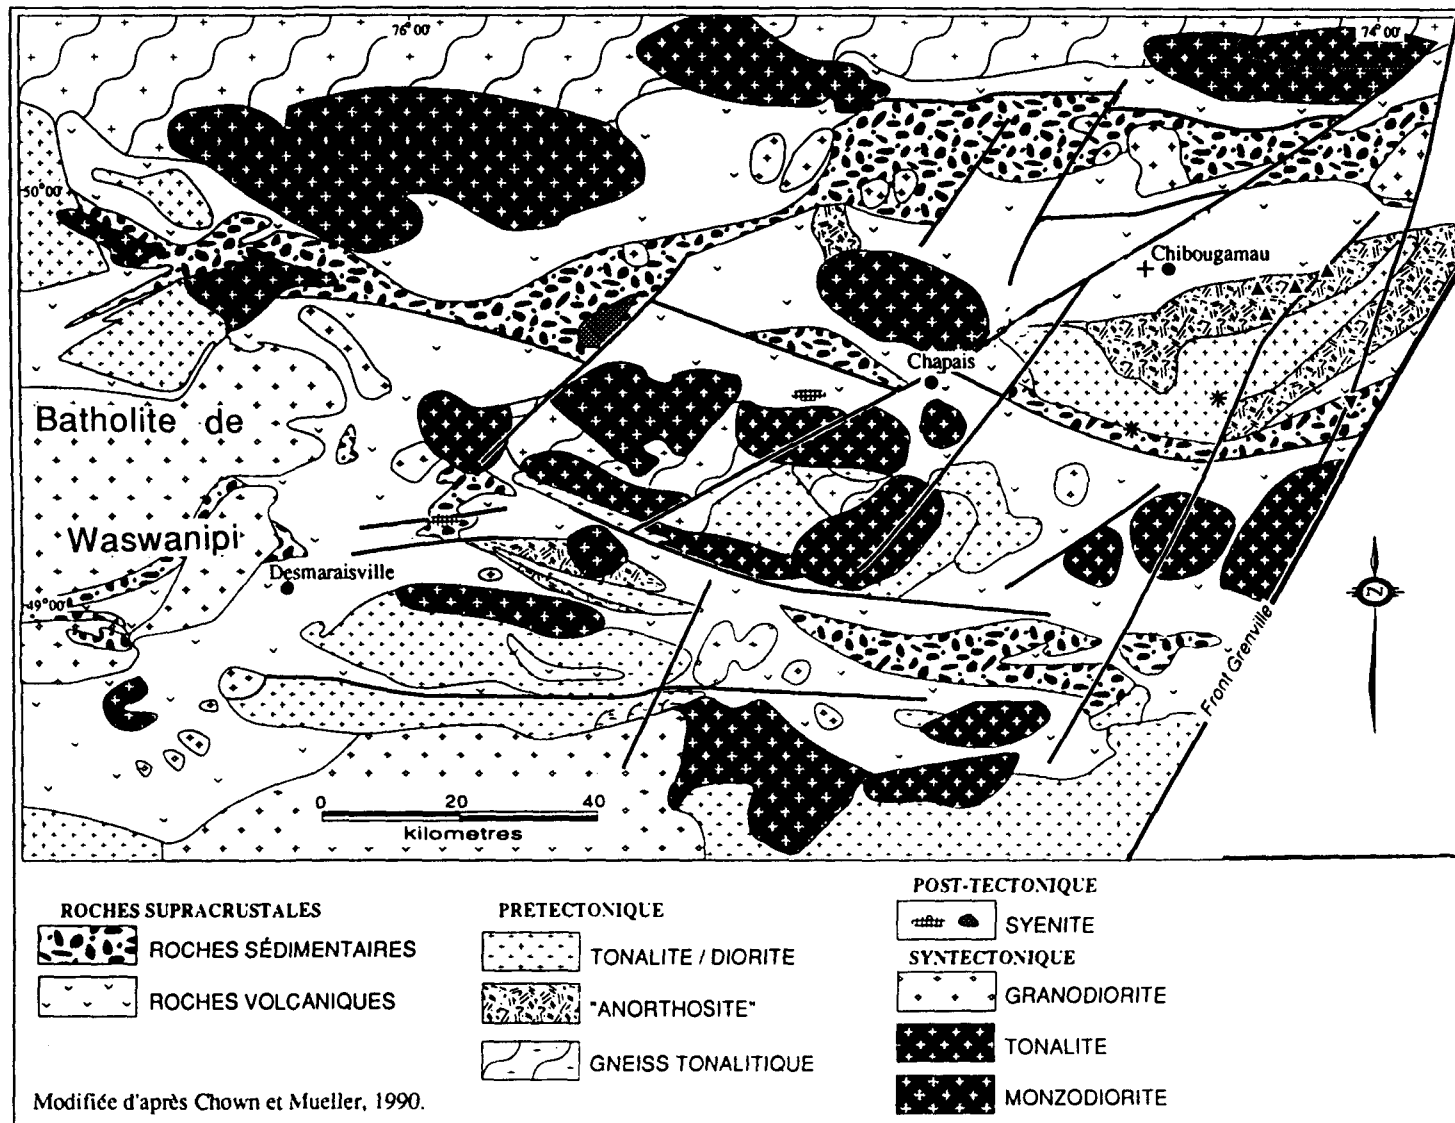 76°00'
74°00'
50°00'
Chibougamau
Chapais
Batholite de
Waswanipi
Desmaraisville
49°00'
Front Grenville
N
0 20 40
kilometres
ROCHES SUPRACRUSTALES
ROCHES SÉDIMENTAIRES
ROCHES VOLCANIQUES
PRETECTONIQUE
TONALITE / DIORITE
"ANORTHOSITE"
GNEISS TONALITIQUE
POST-TECTONIQUE
SYENITE
SYNTECTONIQUE
GRANODIORITE
TONALITE
MONZODIORITE
Modifiée d'après Chown et Mueller, 1990.